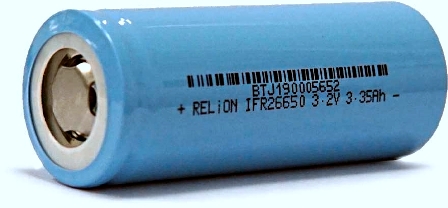 BTJ190005652
+ RELiON IFR26650 3.2V 3.35Ah -